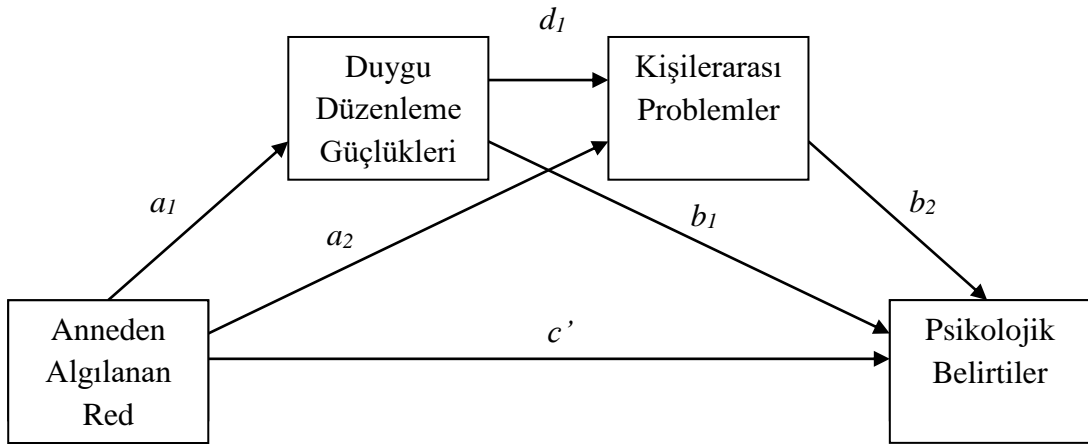 d1
Duygu
Düzenleme
Güçlükleri
Kişilerarası
Problemler
a1
a2
b1
b2
Anneden
Algılanan
Red
c’
Psikolojik
Belirtiler